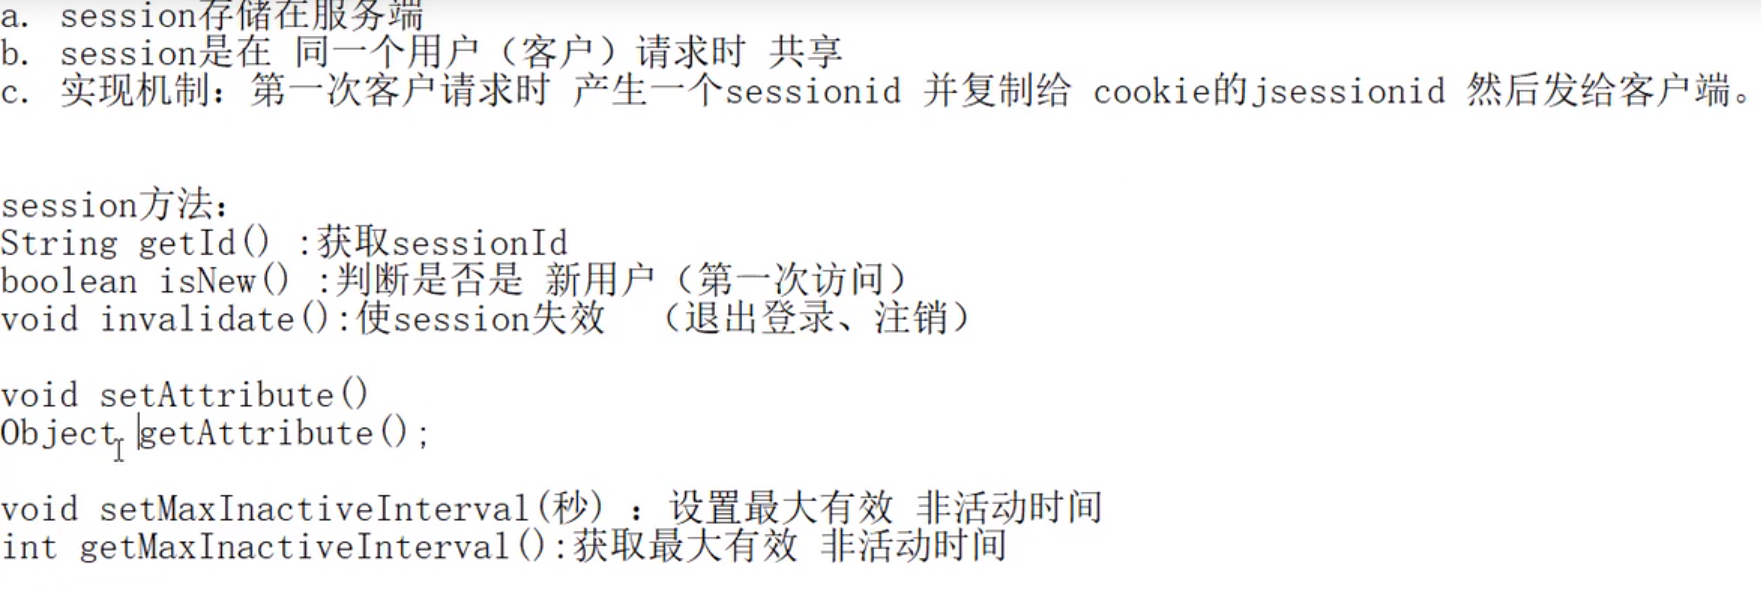 a. session存储在服务端
b. session是在 同一个用户（客户）请求时 共享
c. 实现机制：第一次客户请求时 产生一个sessionid 并复制给 cookie的jsessionid 然后发给客户端。
session方法：
String getId() :获取sessionId
boolean isNew() :判断是否是 新用户（第一次访问）
void invalidate():使session失效 （退出登录、注销）
void setAttribute()
Object getAttribute();
void setMaxInactiveInterval(秒) ：设置最大有效 非活动时间
int getMaxInactiveInterval():获取最大有效 非活动时间